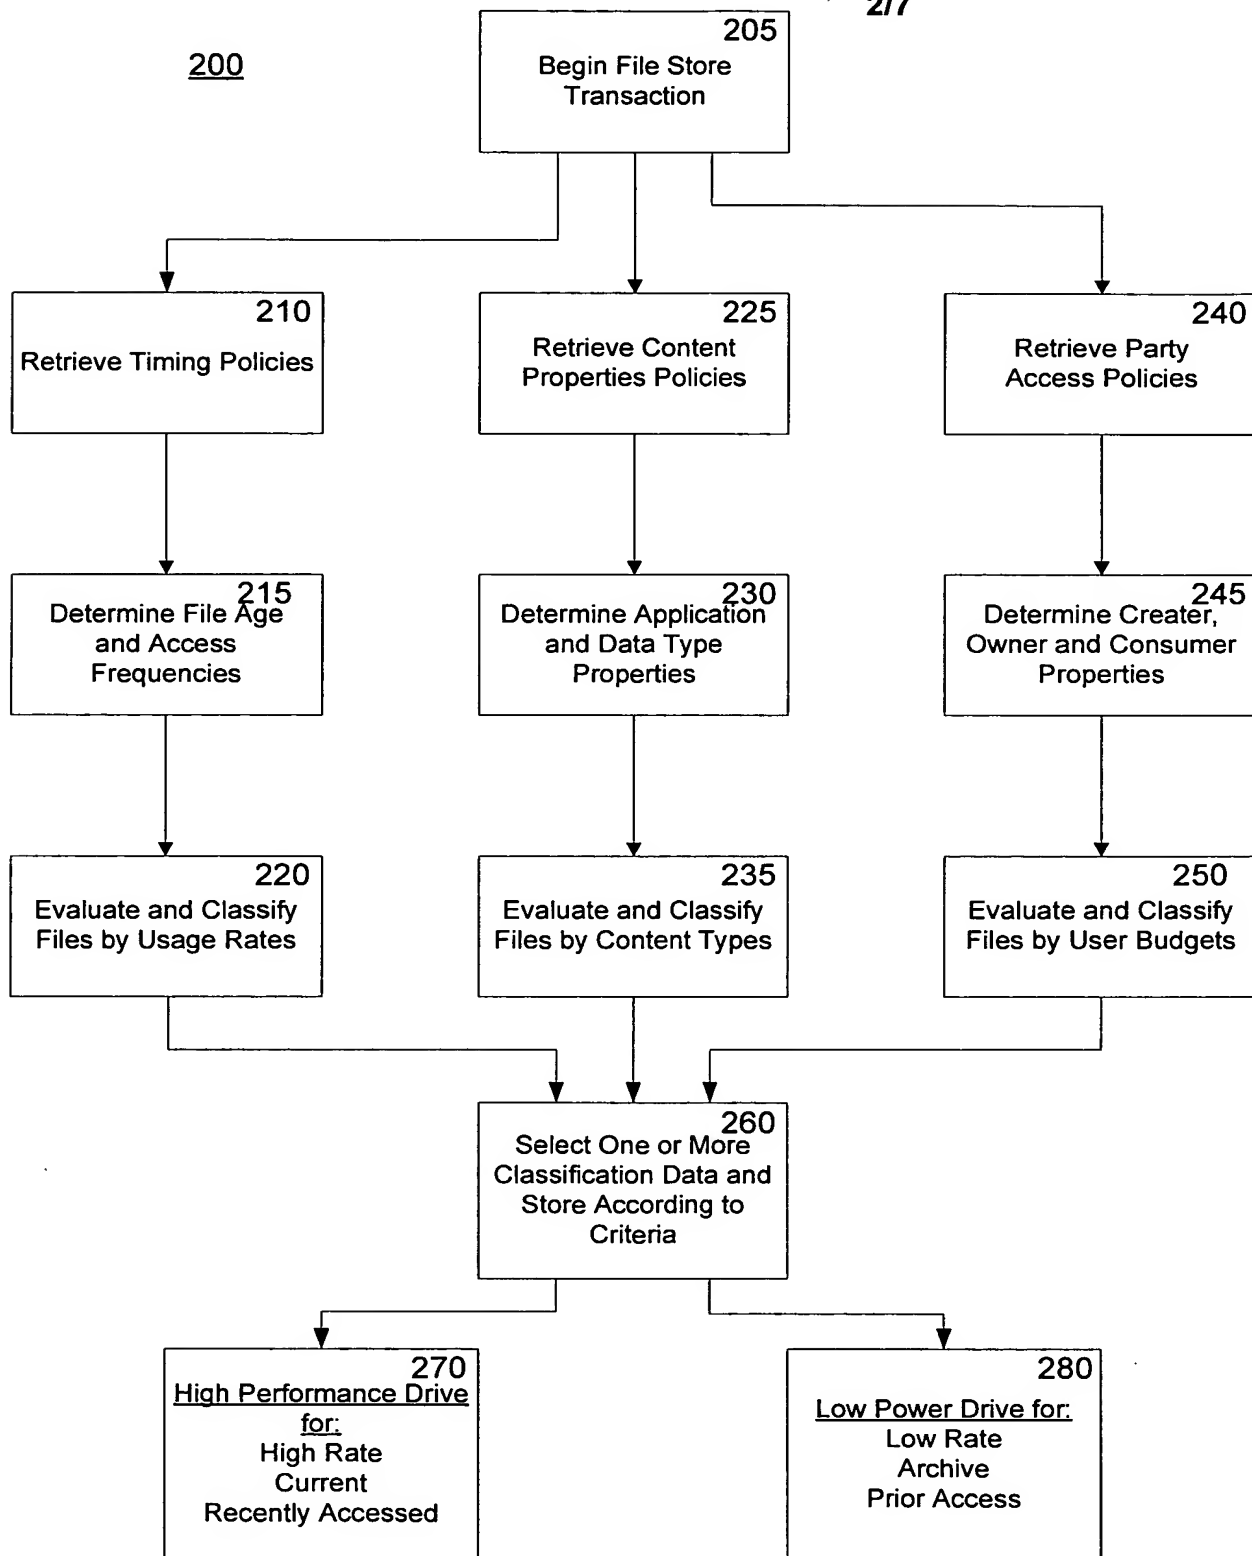 2/7
200
205
Begin File Store
Transaction
210
Retrieve Timing Policies
225
Retrieve Content
Properties Policies
240
Retrieve Party
Access Policies
215
Determine File Age
and Access
Frequencies
230
Determine Application
and Data Type
Properties
245
Determine Creater,
Owner and Consumer
Properties
220
Evaluate and Classify
Files by Usage Rates
235
Evaluate and Classify
Files by Content Types
250
Evaluate and Classify
Files by User Budgets
260
Select One or More
Classification Data and
Store According to
Criteria
270
High Performance Drive
for:
High Rate
Current
Recently Accessed
280
Low Power Drive for:
Low Rate
Archive
Prior Access